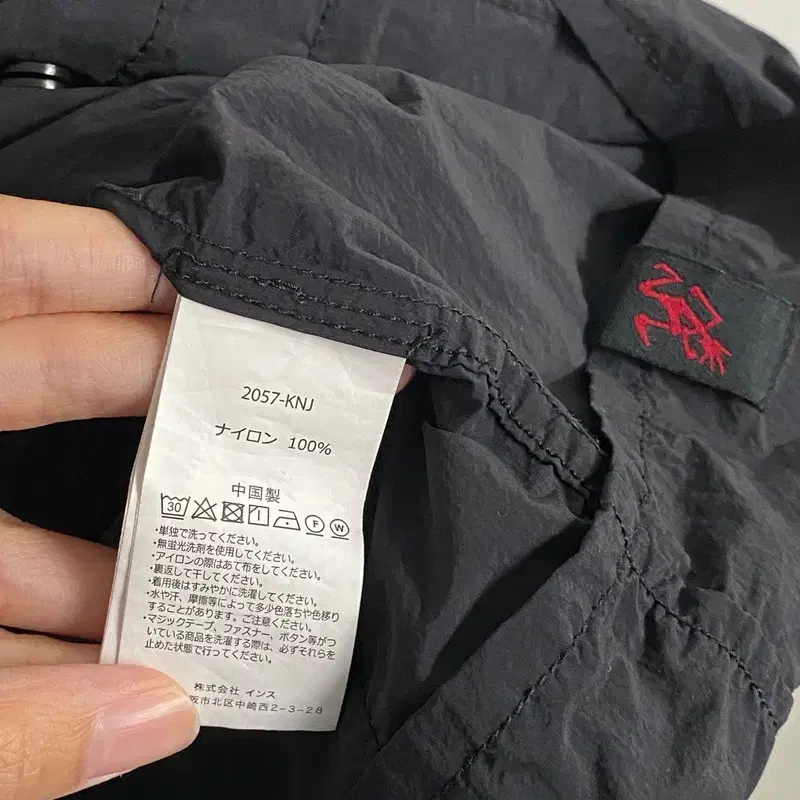 2057-KNJ
ナイロン 100%
中国製
30 F W
・単独で洗ってください。
・無蛍光洗剤を使用してください。
・アイロンの際はあて布をしてください。
・裏返して干してください。
・着用後はすみやかに洗濯してください。
・水や汗、摩擦等によって多少色落ちや色移り
することがあります。ご注意ください。
・マジックテープ、ファスナー、ボタン等がつ
いている商品を洗濯する際は、必ずそれらを
止めた状態で行ってください。
株式会社 インス
阪市北区中崎西2-3-28